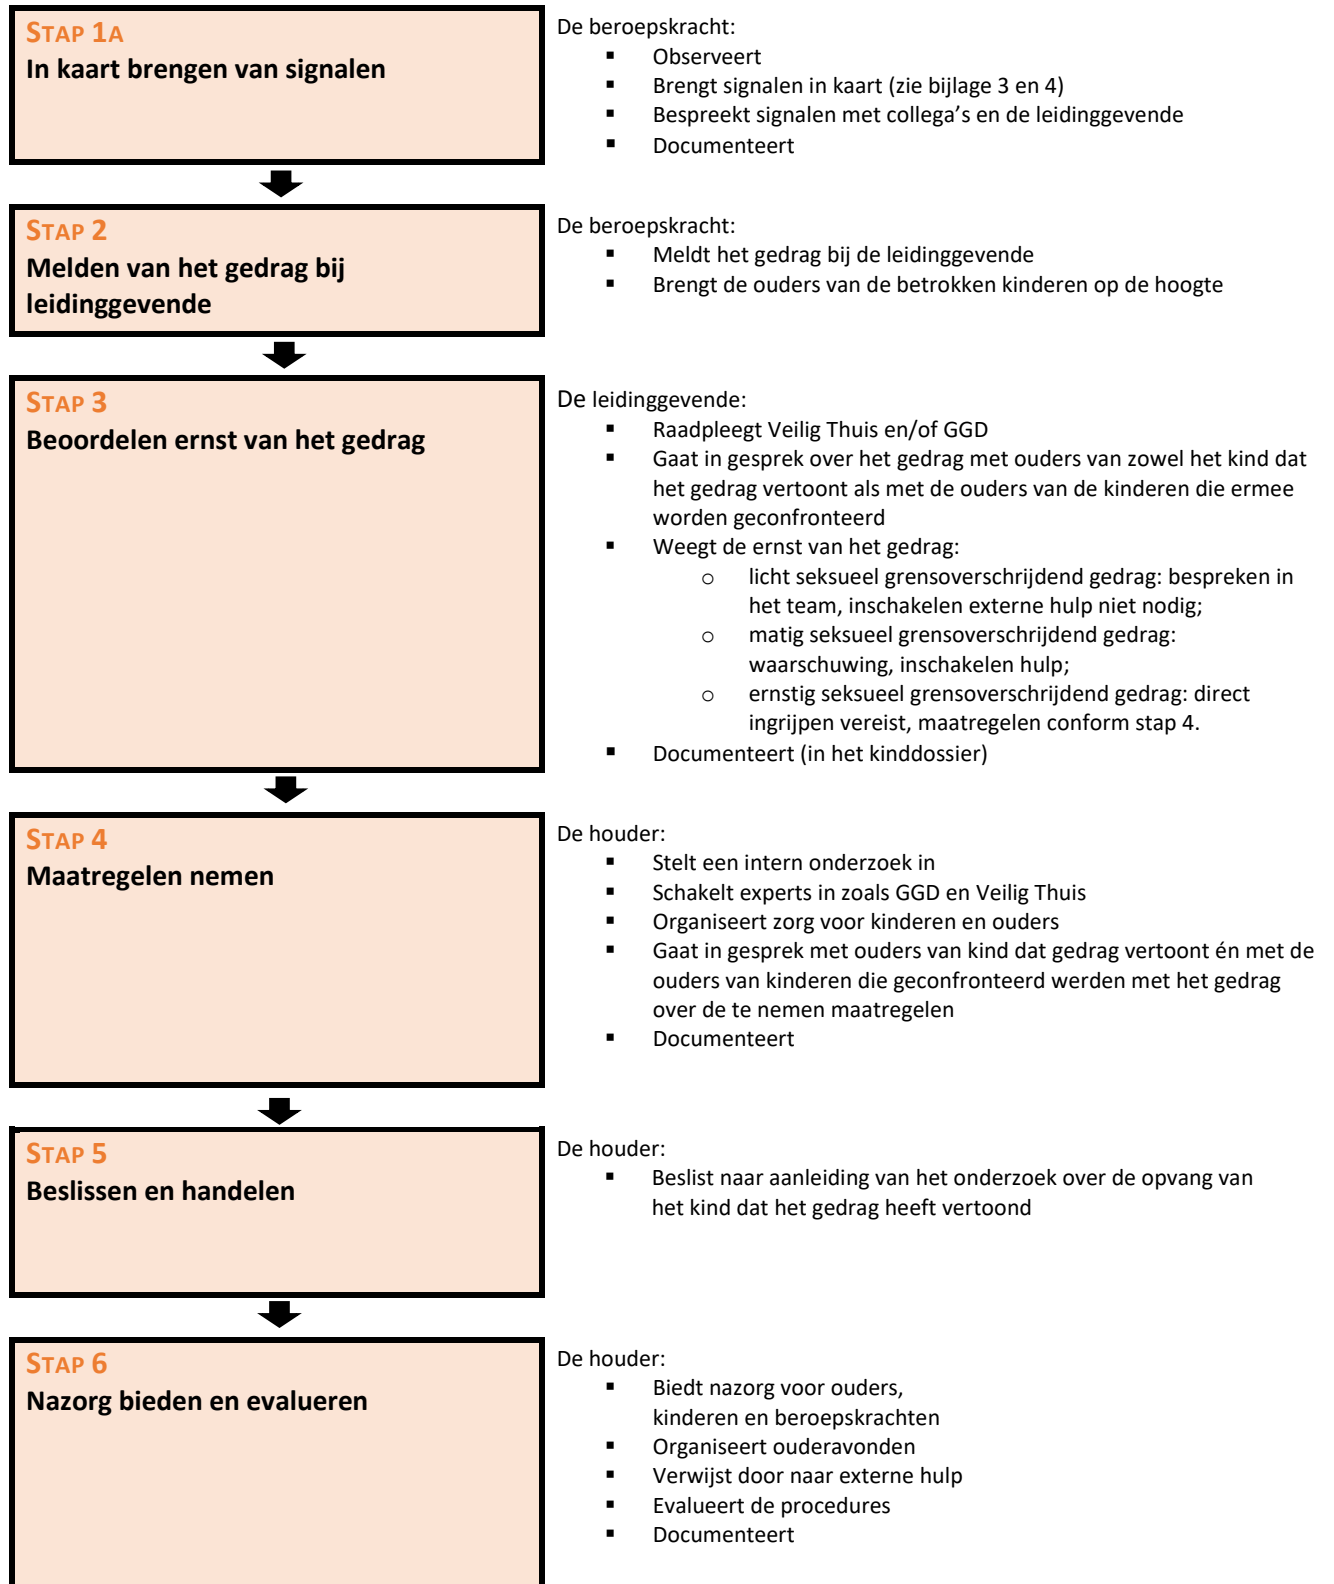 STAP 1A
In kaart brengen van signalen
De beroepskracht:
▪ Observeert
▪ Brengt signalen in kaart (zie bijlage 3 en 4)
▪ Bespreekt signalen met collega’s en de leidinggevende
▪ Documenteert
STAP 2
Melden van het gedrag bij
leidinggevende
De beroepskracht:
▪ Meldt het gedrag bij de leidinggevende
▪ Brengt de ouders van de betrokken kinderen op de hoogte
STAP 3
Beoordelen ernst van het gedrag
De leidinggevende:
▪ Raadpleegt Veilig Thuis en/of GGD
▪ Gaat in gesprek over het gedrag met ouders van zowel het kind dat
het gedrag vertoont als met de ouders van de kinderen die ermee
worden geconfronteerd
▪ Weegt de ernst van het gedrag:
o licht seksueel grensoverschrijdend gedrag: bespreken in
het team, inschakelen externe hulp niet nodig;
o matig seksueel grensoverschrijdend gedrag:
waarschuwing, inschakelen hulp;
o ernstig seksueel grensoverschrijdend gedrag: direct
ingrijpen vereist, maatregelen conform stap 4.
▪ Documenteert (in het kinddossier)
STAP 4
Maatregelen nemen
De houder:
▪ Stelt een intern onderzoek in
▪ Schakelt experts in zoals GGD en Veilig Thuis
▪ Organiseert zorg voor kinderen en ouders
▪ Gaat in gesprek met ouders van kind dat gedrag vertoont én met de
ouders van kinderen die geconfronteerd werden met het gedrag
over de te nemen maatregelen
▪ Documenteert
STAP 5
Beslissen en handelen
De houder:
▪ Beslist naar aanleiding van het onderzoek over de opvang van
het kind dat het gedrag heeft vertoond
STAP 6
Nazorg bieden en evalueren
De houder:
▪ Biedt nazorg voor ouders,
kinderen en beroepskrachten
▪ Organiseert ouderavonden
▪ Verwijst door naar externe hulp
▪ Evalueert de procedures
▪ Documenteert